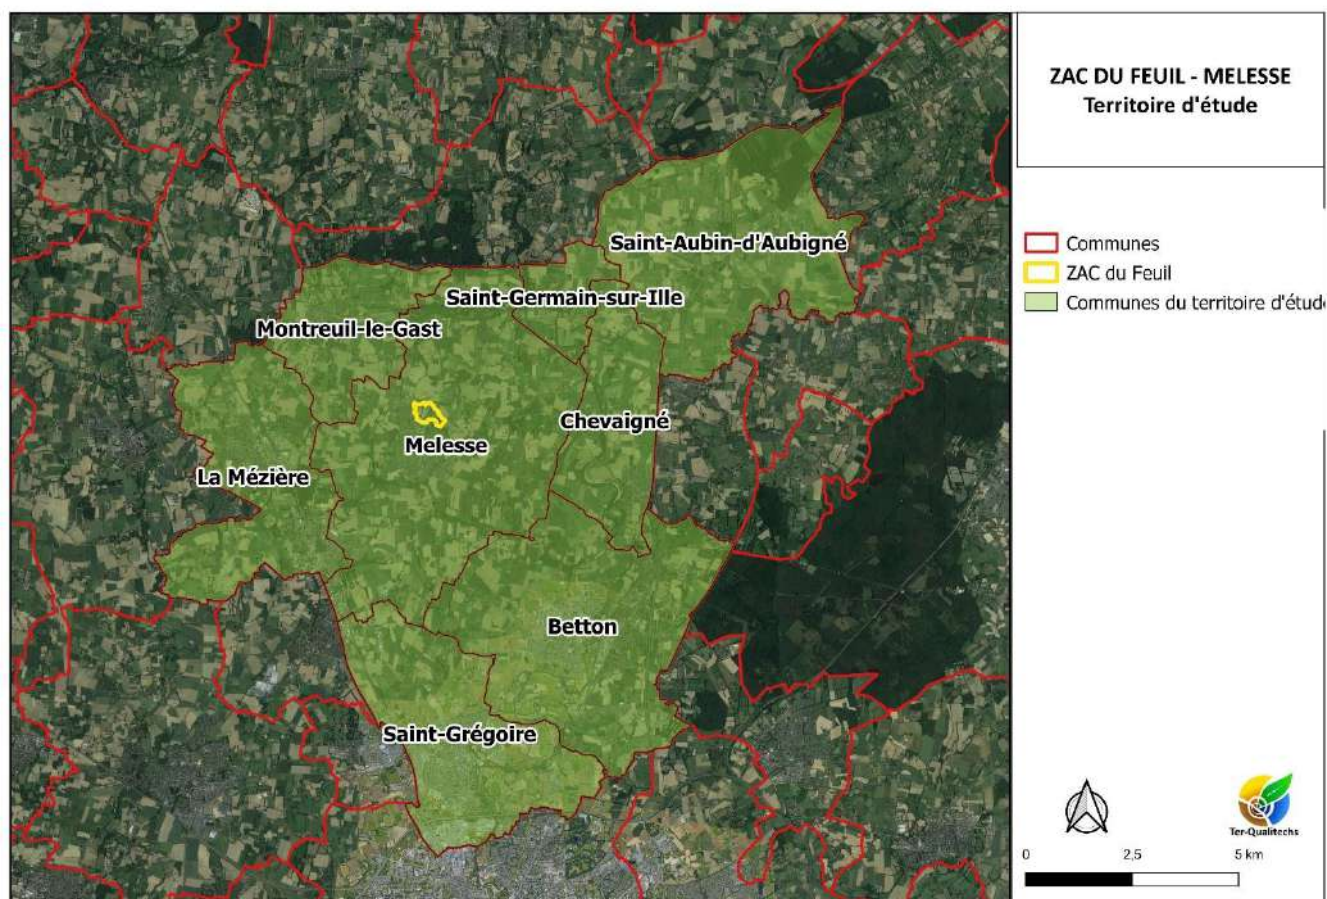 ZAC DU FEUIL - MELESSE
Territoire d'étude
Communes
ZAC du Feuil
Communes du territoire d'étud
Saint-Aubin-d'Aubigné
Saint-Germain-sur-Ille
Montreuil-le-Gast
Chevaigné
Melesse
La Mézière
Betton
Saint-Grégoire
Ter-Qualitechs
0 2,5 5 km